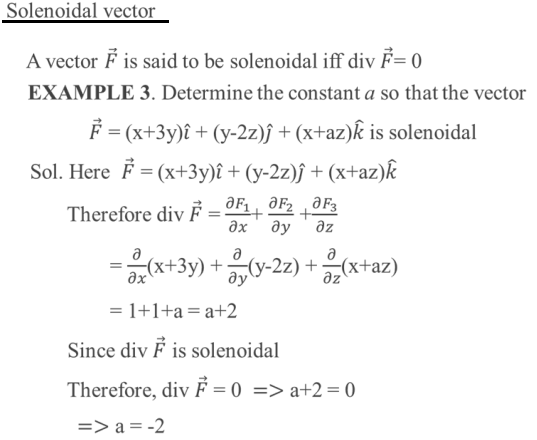 Solenoidal vector
A vector F⃗ is said to be solenoidal iff div F⃗= 0
EXAMPLE 3. Determine the constant a so that the vector
F⃗ = (x+3y)î + (y-2z)ĵ + (x+az)k̂ is solenoidal
Sol. Here F⃗ = (x+3y)î + (y-2z)ĵ + (x+az)k̂
Therefore div F⃗ = ∂F₁/∂x + ∂F₂/∂y + ∂F₃/∂z
= ∂/∂x(x+3y) + ∂/∂y(y-2z) + ∂/∂z(x+az)
= 1+1+a = a+2
Since div F⃗ is solenoidal
Therefore, div F⃗ = 0 => a+2 = 0
=> a = -2